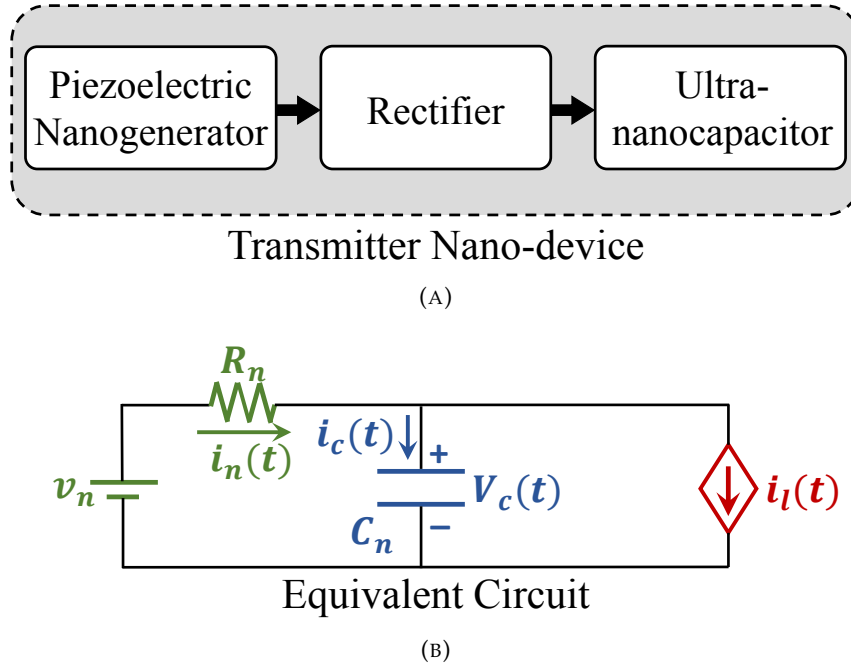 Piezoelectric
Nanogenerator
Rectifier
Ultra-
nanocapacitor
Transmitter Nano-device
(A)
R_n
i_n(t)
i_c(t)
+
v_n
V_c(t)
i_l(t)
C_n
−
Equivalent Circuit
(B)